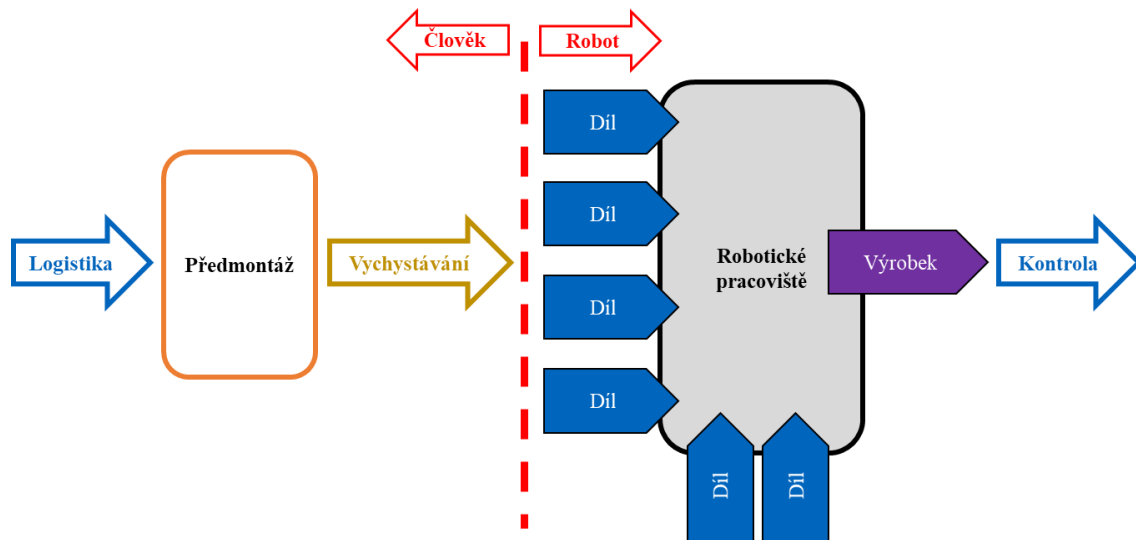 Člověk
Robot
Díl
Díl
Díl
Díl
Logistika
Předmontáž
Vychystávání
Robotické
pracoviště
Výrobek
Kontrola
Díl
Díl